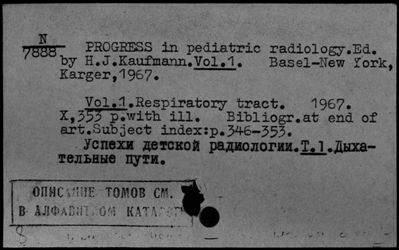 N
7888
PROGRESS in pediatric radiology.Ed.
by H.J.Kaufmann.Vol.1. Basel-New York,
Karger,1967.
Vol.1.Respiratory tract. 1967.
X,353 p.with ill. Bibliogr.at end of
art.Subject index:p.346-353.
Успехи детской радиологии.Т.1.Дыха-
тельные пути.
ОПИСАНИЕ ТОМОВ СМ.
В АЛФАВИТНОМ КАТАЛОГЕ